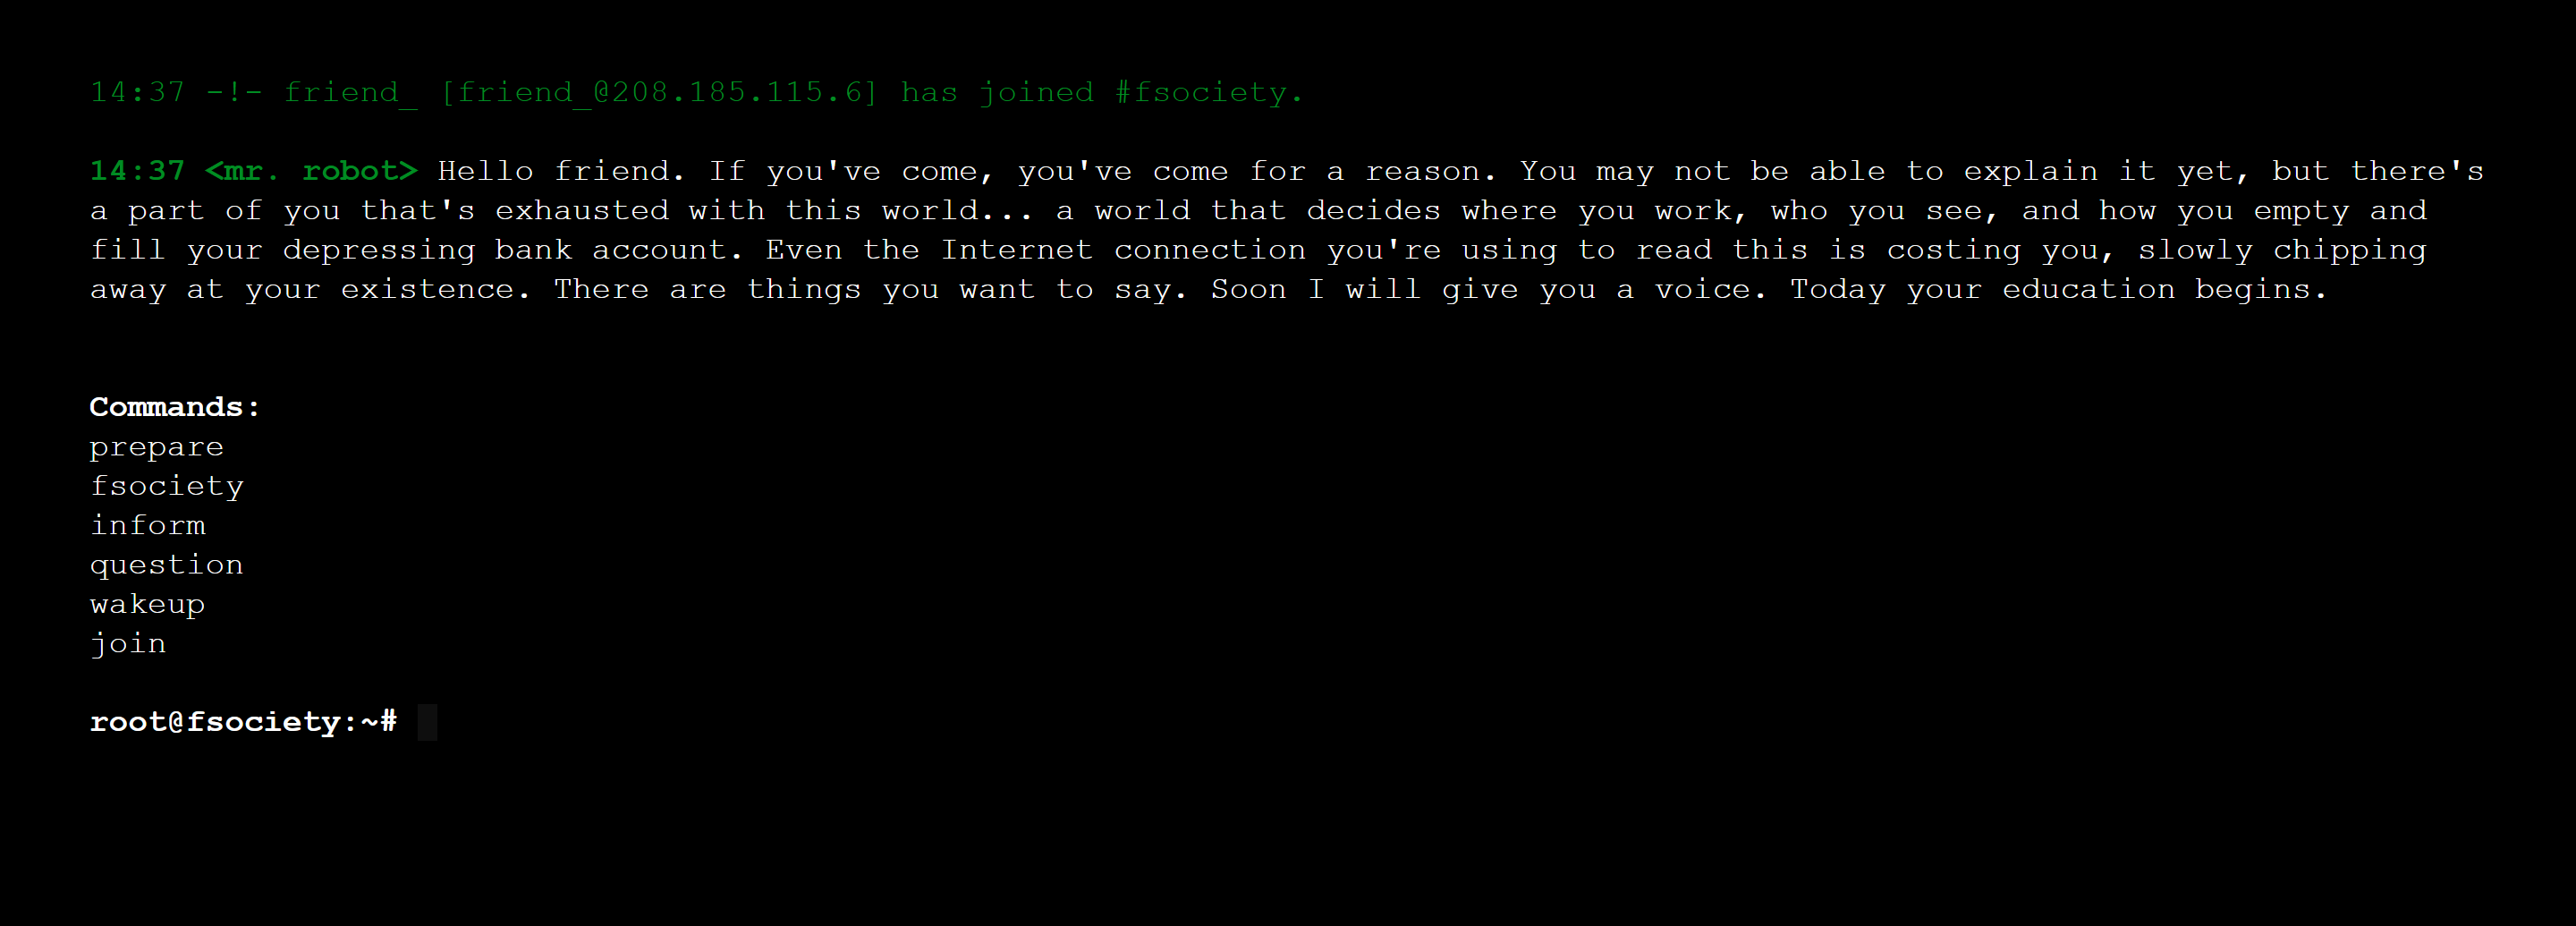 14:37 -!- friend_ [friend_@208.185.115.6] has joined #fsociety.
14:37 <mr. robot> Hello friend. If you've come, you've come for a reason. You may not be able to explain it yet, but there's
a part of you that's exhausted with this world... a world that decides where you work, who you see, and how you empty and
fill your depressing bank account. Even the Internet connection you're using to read this is costing you, slowly chipping
away at your existence. There are things you want to say. Soon I will give you a voice. Today your education begins.
Commands:
prepare
fsociety
inform
question
wakeup
join
root@fsociety:~#